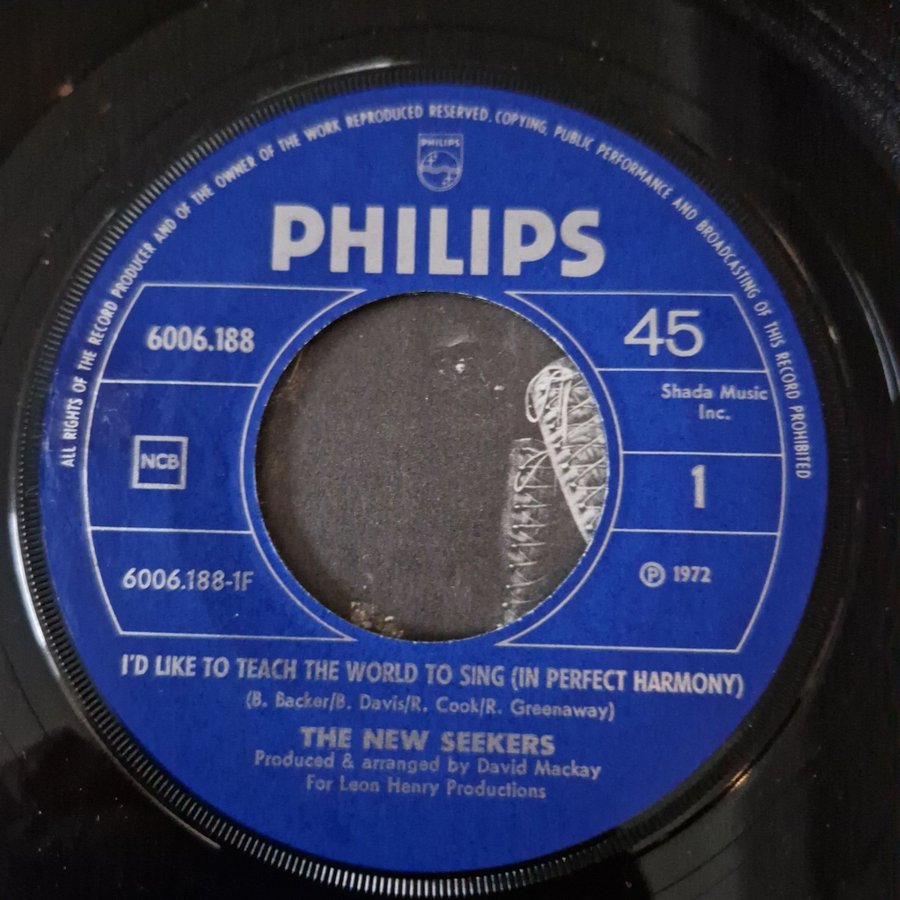 ALL RIGHTS OF THE RECORD PRODUCER AND OF THE OWNER OF THE WORK REPRODUCED RESERVED. COPYING, PUBLIC PERFORMANCE AND BROADCASTING OF THIS RECORD PROHIBITED
PHILIPS
PHILIPS
6006.188
45
Shada Music
Inc.
NCB
1
6006.188-1F
℗ 1972
I'D LIKE TO TEACH THE WORLD TO SING (IN PERFECT HARMONY)
(B. Backer/B. Davis/R. Cook/R. Greenaway)
THE NEW SEEKERS
Produced & arranged by David Mackay
For Leon Henry Productions